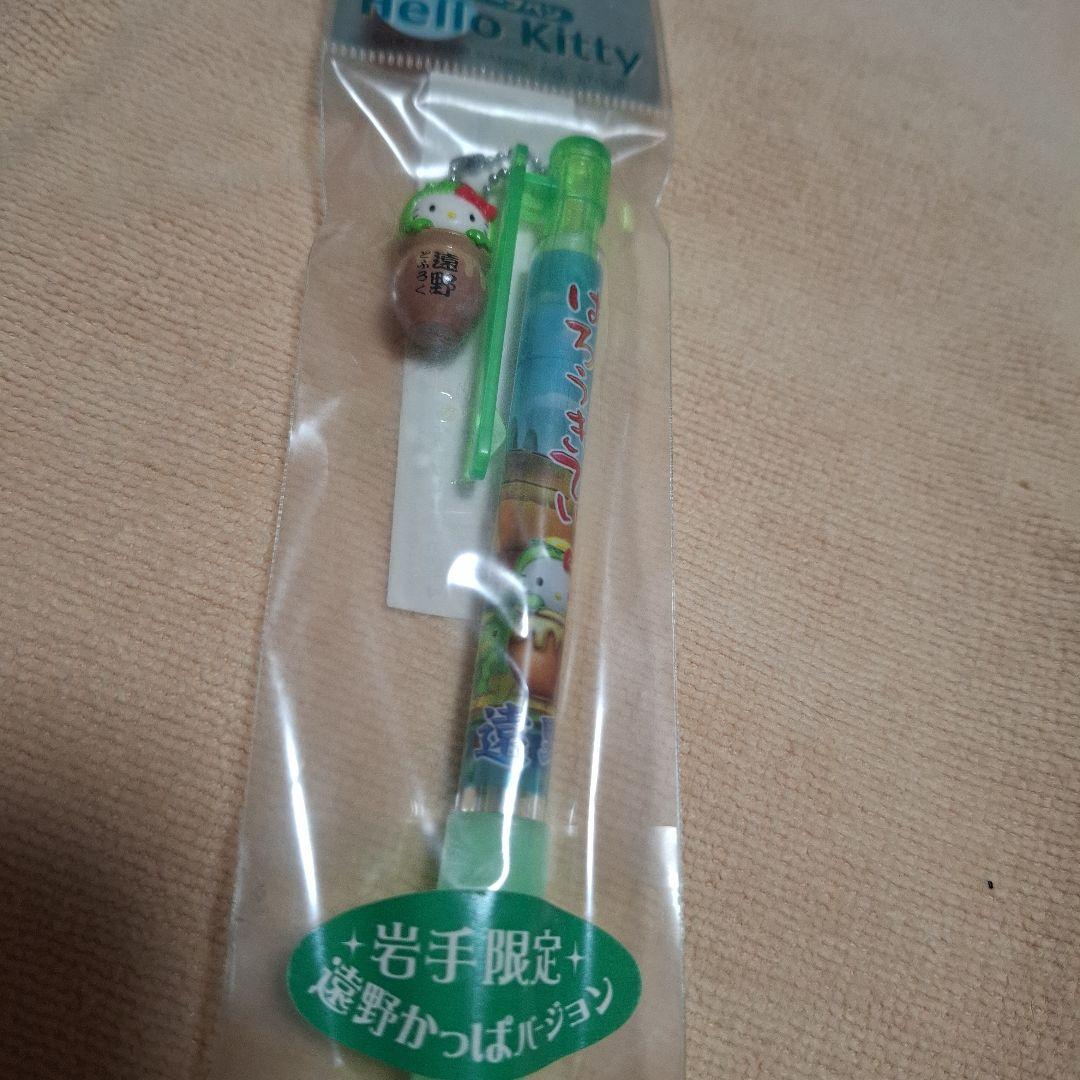 Hello Kitty
遠野
どぶろく
遠
岩手限定
遠野かっぱバージョン